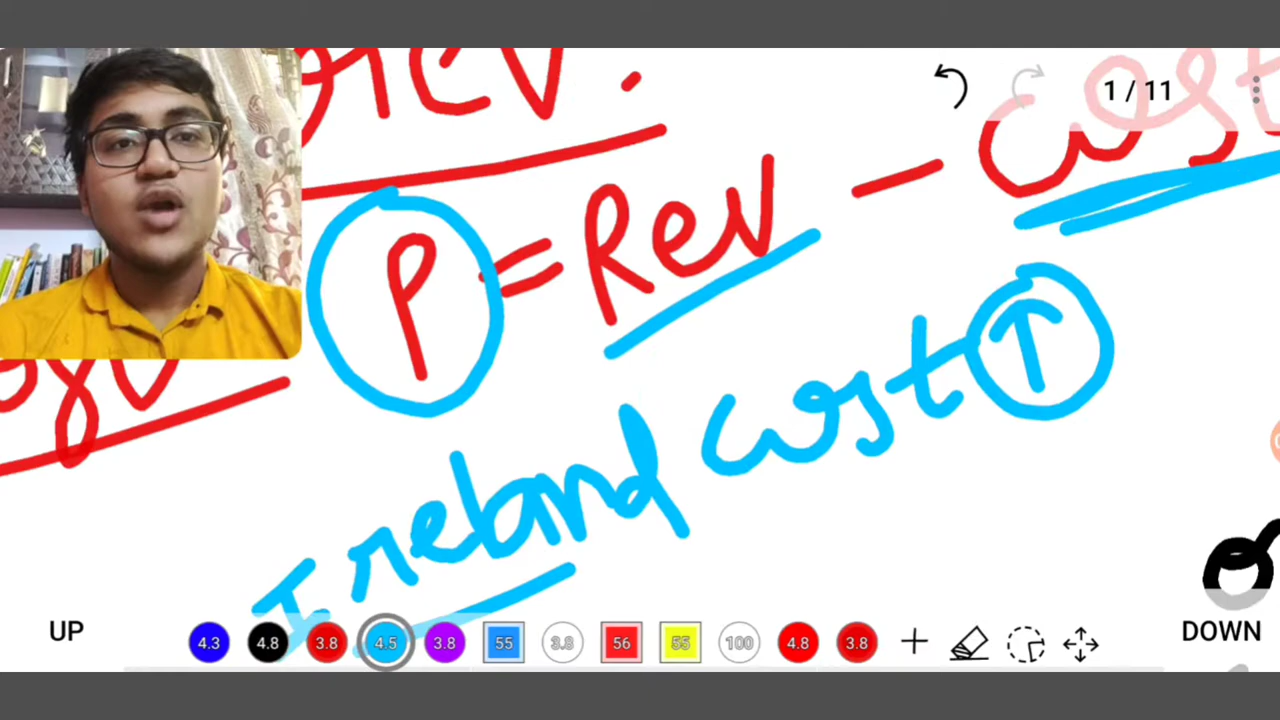 rev.
1 / 11
P = Rev - Cost
Ireland cost ↑
UP
4.3 4.8 3.8 4.5 3.8 55 3.8 56 55 100 4.8 3.8
DOWN